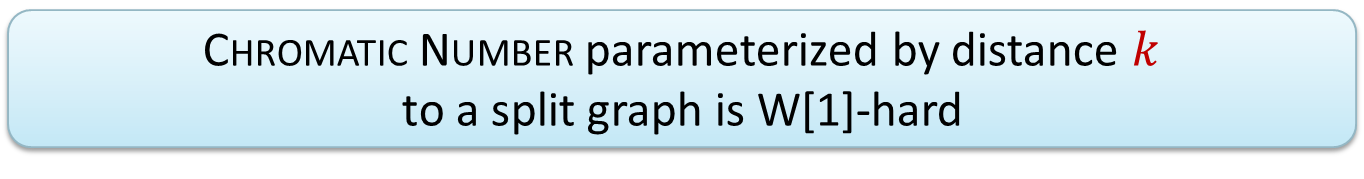 CHROMATIC NUMBER parameterized by distance k
to a split graph is W[1]-hard